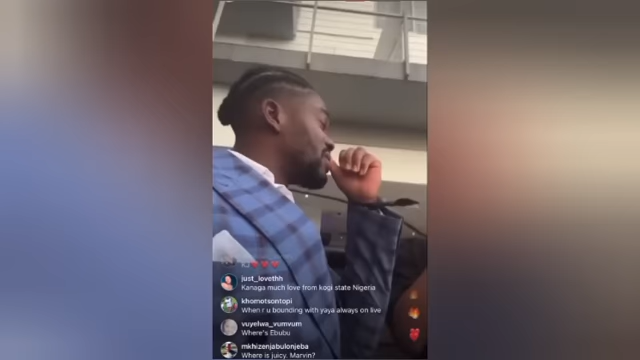 just_lovethh
Kanaga much love from kogi state Nigeria
khomotsontopi
When r u bounding with yaya always on live
vuyelwa_vumvum
Where's Ebubu
mkhizenjabulonjeba
Where is juicy. Marvin?